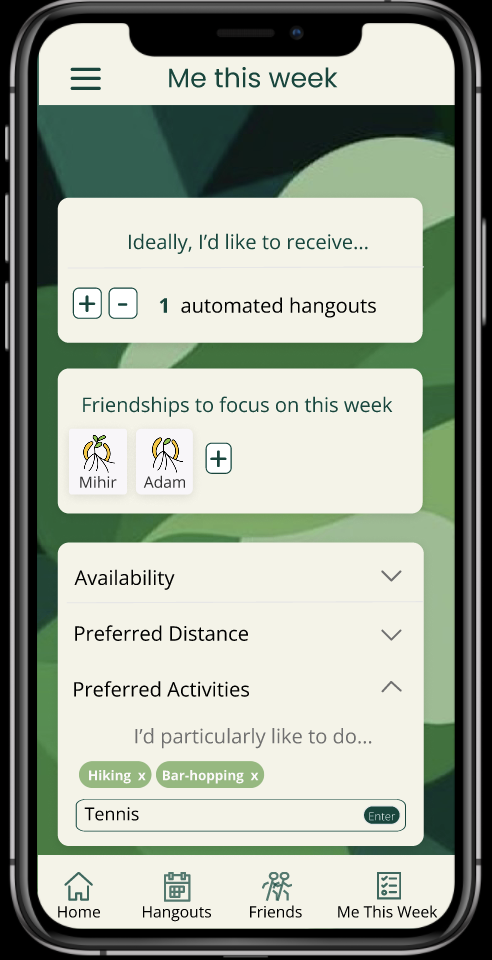 Me this week
Ideally, I'd like to receive...
+ - 1 automated hangouts
Friendships to focus on this week
Mihir Adam +
Availability
Preferred Distance
Preferred Activities
I'd particularly like to do...
Hiking x Bar-hopping x
Tennis Enter
Home Hangouts Friends Me This Week